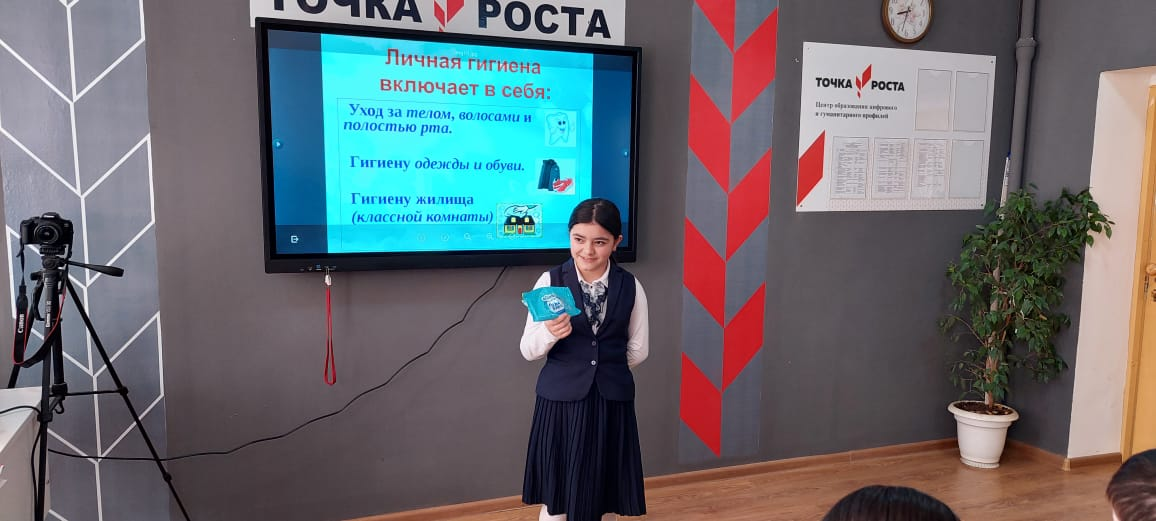 ТОЧКА РОСТА
Личная гигиена
включает в себя:
Уход за телом, волосами и
полостью рта.
Гигиену одежды и обуви.
Гигиену жилища
(классной комнаты)
ТОЧКА РОСТА
Центр образования цифрового
и гуманитарного профилей
Canon